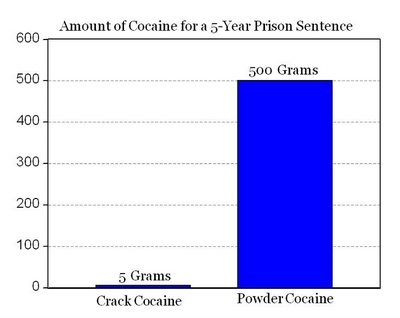 Amount of Cocaine for a 5-Year Prison Sentence
600
500
400
300
200
100
0
500 Grams
5 Grams
Crack Cocaine
Powder Cocaine